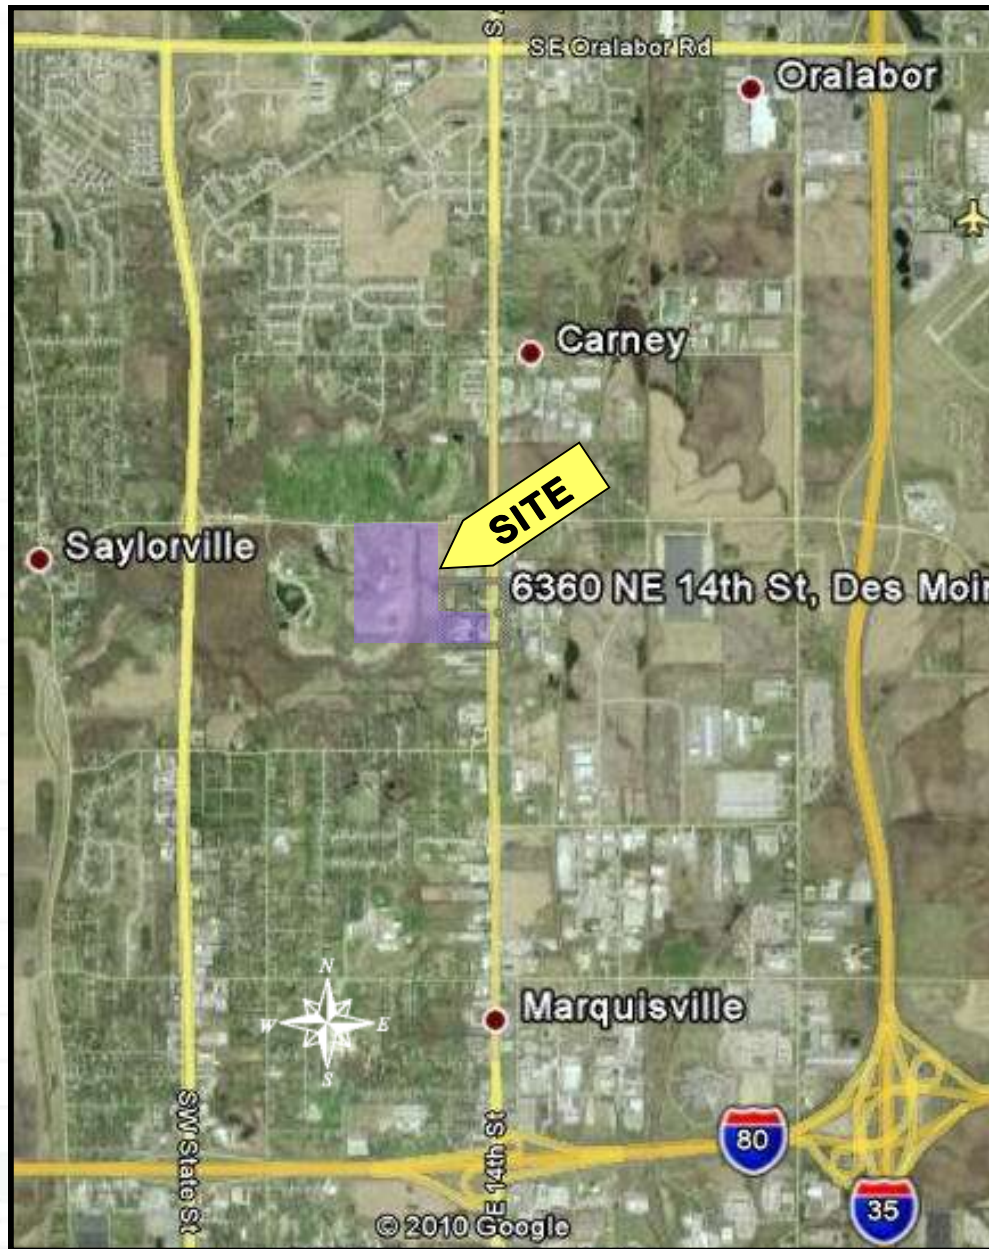 S
SE Oralabor Rd
Oralabor
Carney
SITE
Saylorville
6360 NE 14th St, Des Moin
N
W
E
S
Marquisville
SW State St
E 14th St
80
35
© 2010 Google